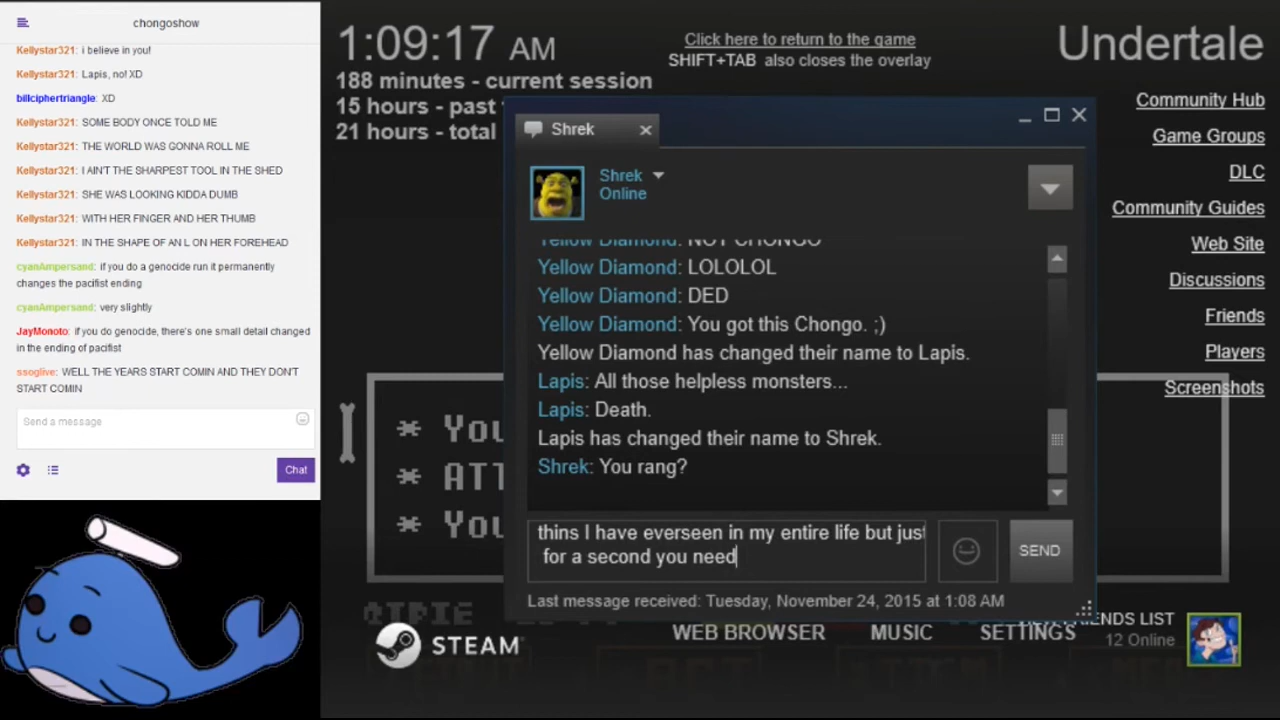 chongoshow
Kellystar321: i believe in you!
Kellystar321: Lapis, no! XD
billciphertriangle: XD
Kellystar321: SOME BODY ONCE TOLD ME
Kellystar321: THE WORLD WAS GONNA ROLL ME
Kellystar321: I AIN'T THE SHARPEST TOOL IN THE SHED
Kellystar321: SHE WAS LOOKING KIDDA DUMB
Kellystar321: WITH HER FINGER AND HER THUMB
Kellystar321: IN THE SHAPE OF AN L ON HER FOREHEAD
cyanAmpersand: if you do a genocide run it permanently
changes the pacifist ending
cyanAmpersand: very slightly
JayMonoto: if you do genocide, there's one small detail changed
in the ending of pacifist
ssoglive: WELL THE YEARS START COMIN AND THEY DON'T
START COMIN
Send a message
Chat
1:09:17 AM
188 minutes - current session
15 hours - past
21 hours - total
Click here to return to the game
SHIFT+TAB also closes the overlay
Undertale
Community Hub
Game Groups
DLC
Community Guides
Web Site
Discussions
Friends
Players
Screenshots
Shrek
Shrek
Online
Yellow Diamond: NOT CHONGO
Yellow Diamond: LOLOLOL
Yellow Diamond: DED
Yellow Diamond: You got this Chongo. ;)
Yellow Diamond has changed their name to Lapis.
Lapis: All those helpless monsters...
Lapis: Death.
Lapis has changed their name to Shrek.
Shrek: You rang?
thins I have everseen in my entire life but just
for a second you need
SEND
Last message received: Tuesday, November 24, 2015 at 1:08 AM
* You
* ATT
* You
STEAM
WEB BROWSER
MUSIC
SETTINGS
FRIENDS LIST
12 Online